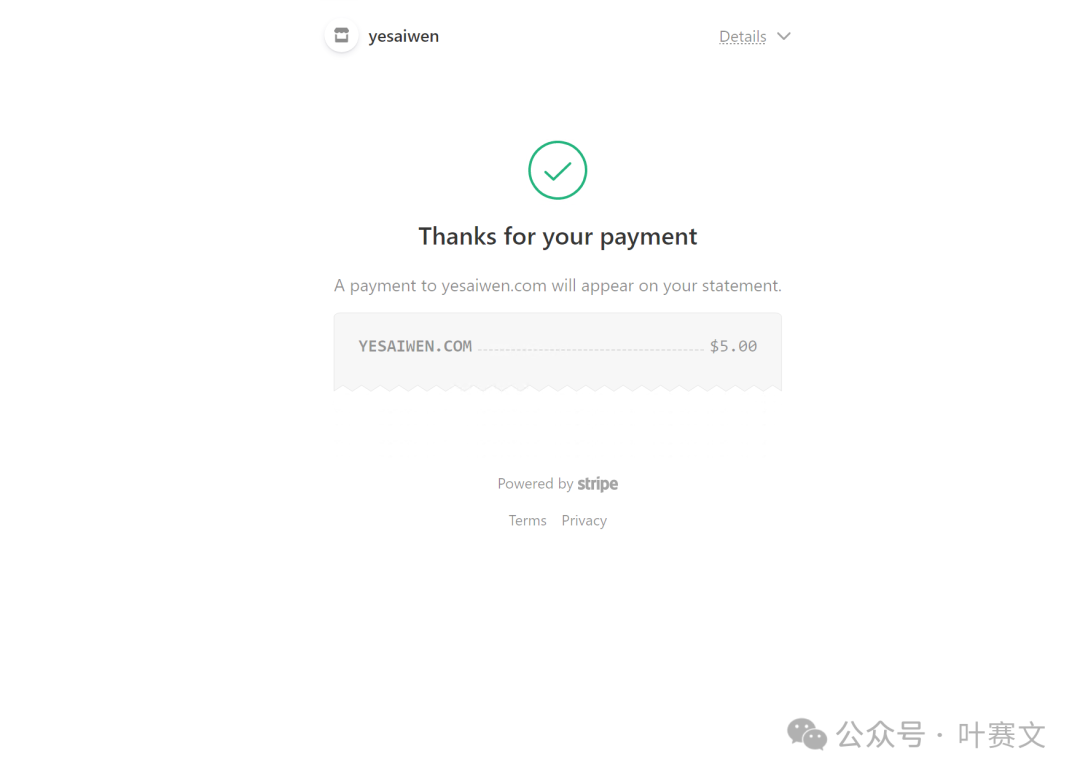 yesaiwen
Details
Thanks for your payment
A payment to yesaiwen.com will appear on your statement.
YESAIWEN.COM $5.00
Powered by stripe
Terms Privacy
公众号 · 叶赛文